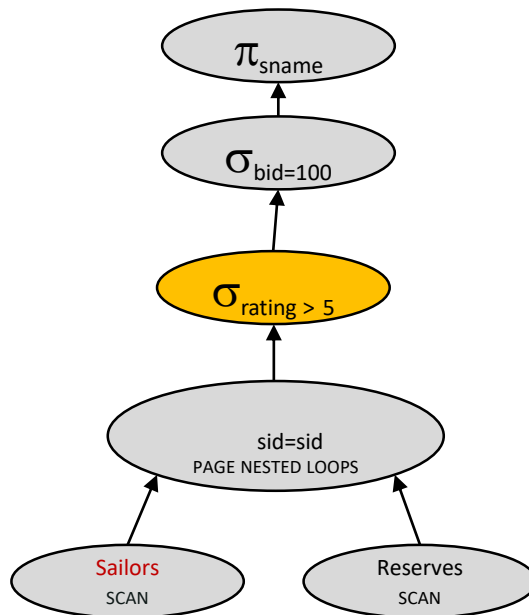 πsname
σbid=100
σrating > 5
sid=sid
PAGE NESTED LOOPS
Sailors
SCAN
Reserves
SCAN